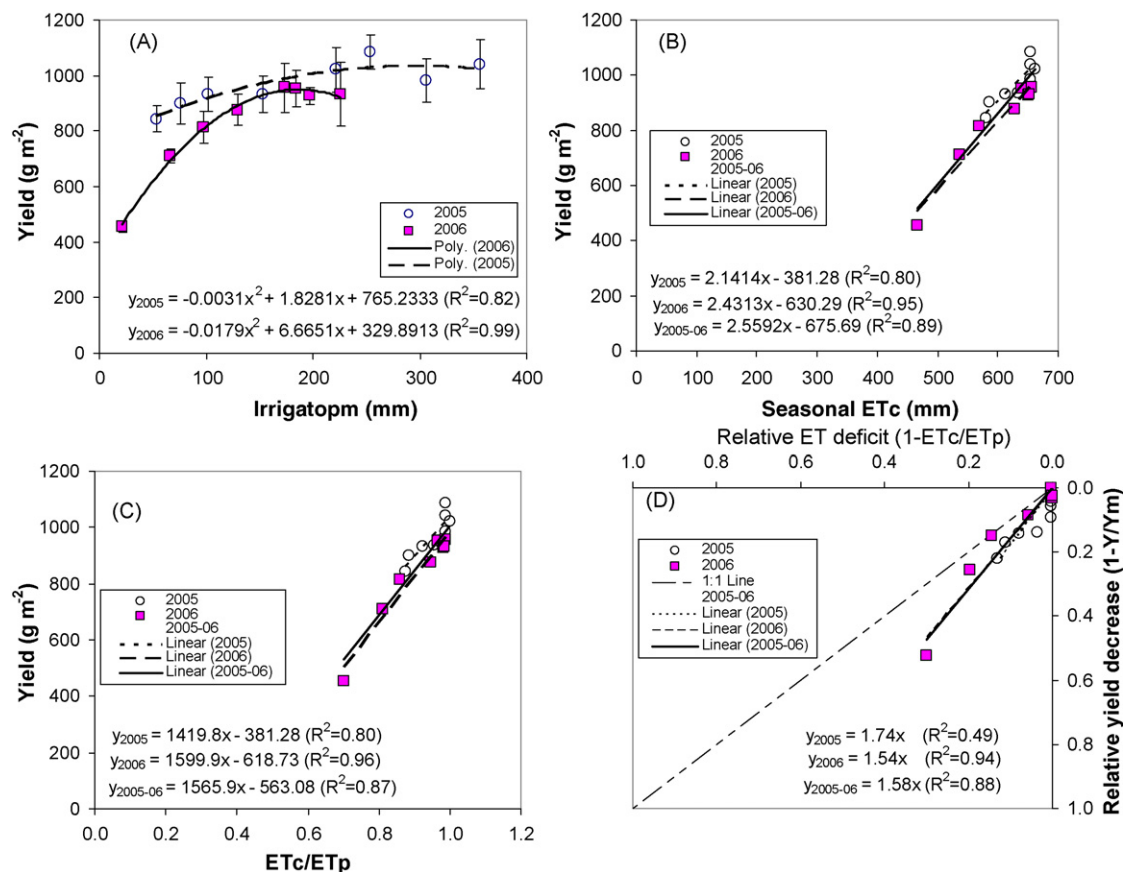 (A)
Yield (g m-2)
1200
1000
800
600
400
200
0
2005
2006
Poly. (2006)
Poly. (2005)
y2005 = -0.0031x2 + 1.8281x + 765.2333 (R2=0.82)
y2006 = -0.0179x2 + 6.6651x + 329.8913 (R2=0.99)
0 100 200 300 400
Irrigatopm (mm)
(B)
Yield (g m-2)
1200
1000
800
600
400
200
0
2005
2006
2005-06
Linear (2005)
Linear (2006)
Linear (2005-06)
y2005 = 2.1414x - 381.28 (R2=0.80)
y2006 = 2.4313x - 630.29 (R2=0.95)
y2005-06 = 2.5592x - 675.69 (R2=0.89)
0 100 200 300 400 500 600 700
Seasonal ETc (mm)
(C)
Yield (g m-2)
1200
1000
800
600
400
200
0
2005
2006
2005-06
Linear (2005)
Linear (2006)
Linear (2005-06)
y2005 = 1419.8x - 381.28 (R2=0.80)
y2006 = 1599.9x - 618.73 (R2=0.96)
y2005-06 = 1565.9x - 563.08 (R2=0.87)
0.0 0.2 0.4 0.6 0.8 1.0 1.2
ETc/ETp
Relative ET deficit (1-ETc/ETp)
1.0 0.8 0.6 0.4 0.2 0.0
(D)
2005
2006
1:1 Line
2005-06
Linear (2005)
Linear (2006)
Linear (2005-06)
y2005 = 1.74x (R2=0.49)
y2006 = 1.54x (R2=0.94)
y2005-06 = 1.58x (R2=0.88)
0.0
0.2
0.4
0.6
0.8
1.0
Relative yield decrease (1-Y/Ym)